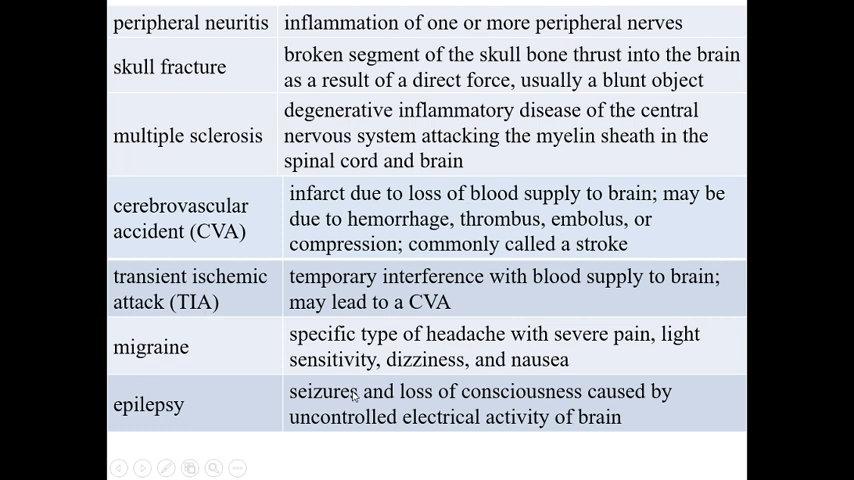 peripheral neuritis inflammation of one or more peripheral nerves
skull fracture
broken segment of the skull bone thrust into the brain
as a result of a direct force, usually a blunt object
multiple sclerosis
degenerative inflammatory disease of the central
nervous system attacking the myelin sheath in the
spinal cord and brain
cerebrovascular
accident (CVA)
infarct due to loss of blood supply to brain; may be
due to hemorrhage, thrombus, embolus, or
compression; commonly called a stroke
transient ischemic
attack (TIA)
temporary interference with blood supply to brain;
may lead to a CVA
migraine
specific type of headache with severe pain, light
sensitivity, dizziness, and nausea
epilepsy
seizures and loss of consciousness caused by
uncontrolled electrical activity of brain